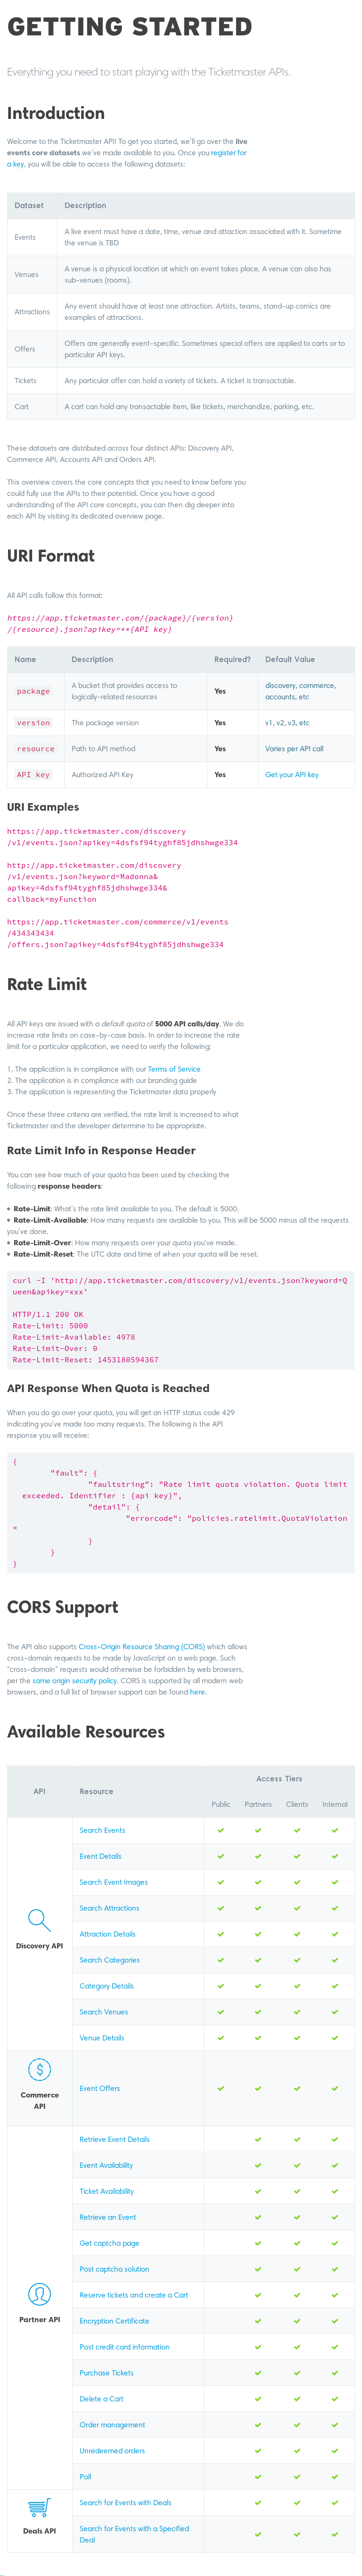 GETTING STARTED
Everything you need to start playing with the Ticketmaster APIs.
Introduction
Welcome to the Ticketmaster API! To get you started, we'll go over the live
events core datasets we've made available to you. Once you register for
a key, you will be able to access the following datasets:
Dataset Description
Events A live event must have a date, time, venue and attaction associated with it. Sometime
the venue is TBD
Venues A venue is a physical location at which an event takes place. A venue can also has
sub-venues (rooms).
Attractions Any event should have at least one attraction. Artists, teams, stand-up comics are
examples of attractions.
Offers Offers are generally event-specific. Sometimes special offers are applied to carts or to
particular API keys.
Tickets Any particular offer can hold a variety of tickets. A ticket is transactable.
Cart A cart can hold any transactable item, like tickets, merchandize, parking, etc.
These datasets are distributed across four distinct APIs: Discovery API,
Commerce API, Accounts API and Orders API.
This overview covers the core concepts that you need to know before you
could fully use the APIs to their potential. Once you have a good
understanding of the API core concepts, you can then dig deeper into
each API by visiting its dedicated overview page.
URI Format
All API calls follow this format:
https://app.ticketmaster.com/{package}/{version}
/{resource}.json?apikey=**{API key}
Name Description Required? Default Value
package A bucket that provides access to
logically-related resources Yes discovery, commerce,
accounts, etc
version The package version Yes v1, v2, v3, etc
resource Path to API method Yes Varies per API call
API key Authorized API Key Yes Get your API key
URI Examples
https://app.ticketmaster.com/discovery
/v1/events.json?apikey=4dsfsf94tyghf85jdhshwge334
http://app.ticketmaster.com/discovery
/v1/events.json?keyword=Madonna&
apikey=4dsfsf94tyghf85jdhshwge334&
callback=myFunction
https://app.ticketmaster.com/commerce/v1/events
/434343434
/offers.json?apikey=4dsfsf94tyghf85jdhshwge334
Rate Limit
All API keys are issued with a default quota of 5000 API calls/day. We do
increase rate limits on case-by-case basis. In order to increase the rate
limit for a particular application, we need to verify the following:
1. The application is in compliance with our Terms of Service
2. The application is in compliance with our branding guide
3. The application is representing the Ticketmaster data properly
Once these three criteria are verified, the rate limit is increased to what
Ticketmaster and the developer determine to be appropriate.
Rate Limit Info in Response Header
You can see how much of your quota has been used by checking the
following response headers:
• Rate-Limit: What's the rate limit available to you. The default is 5000.
• Rate-Limit-Available: How many requests are available to you. This will be 5000 minus all the requests
you've done.
• Rate-Limit-Over: How many requests over your quota you've made.
• Rate-Limit-Reset: The UTC date and time of when your quota will be reset.
curl -I 'http://app.ticketmaster.com/discovery/v1/events.json?keyword=Q
ueen&apikey=xxx'
HTTP/1.1 200 OK
Rate-Limit: 5000
Rate-Limit-Available: 4978
Rate-Limit-Over: 0
Rate-Limit-Reset: 1453180594367
API Response When Quota is Reached
When you do go over your quota, you will get an HTTP status code 429
indicating you've made too many requests. The following is the API
response you will receive:
{
"fault": {
"faultstring": "Rate limit quota violation. Quota limit
exceeded. Identifier : {api key}",
"detail": {
"errorcode": "policies.ratelimit.QuotaViolation
"
}
}
}
CORS Support
The API also supports Cross-Origin Resource Sharing (CORS) which allows
cross-domain requests to be made by JavaScript on a web page. Such
"cross-domain" requests would otherwise be forbidden by web browsers,
per the same origin security policy. CORS is supported by all modern web
browsers, and a full list of browser support can be found here.
Available Resources
API Resource Access Tiers
Public Partners Clients Internal
Discovery API
Search Events ✔ ✔ ✔ ✔
Event Details ✔ ✔ ✔ ✔
Search Event Images ✔ ✔ ✔ ✔
Search Attractions ✔ ✔ ✔ ✔
Attraction Details ✔ ✔ ✔ ✔
Search Categories ✔ ✔ ✔ ✔
Category Details ✔ ✔ ✔ ✔
Search Venues ✔ ✔ ✔ ✔
Venue Details ✔ ✔ ✔ ✔
Commerce
API
Event Offers ✔ ✔ ✔ ✔
Partner API
Retrieve Event Details ✔ ✔ ✔
Event Availability ✔ ✔ ✔
Ticket Availability ✔ ✔ ✔
Retrieve an Event ✔ ✔ ✔
Get captcha page ✔ ✔ ✔
Post captcha solution ✔ ✔ ✔
Reserve tickets and create a Cart ✔ ✔ ✔
Encryption Certificate ✔ ✔ ✔
Post credit card information ✔ ✔ ✔
Purchase Tickets ✔ ✔ ✔
Delete a Cart ✔ ✔ ✔
Order management ✔ ✔ ✔
Unredeemed orders ✔ ✔ ✔
Poll ✔ ✔ ✔
Deals API
Search for Events with Deals ✔ ✔ ✔
Search for Events with a Specified
Deal ✔ ✔ ✔